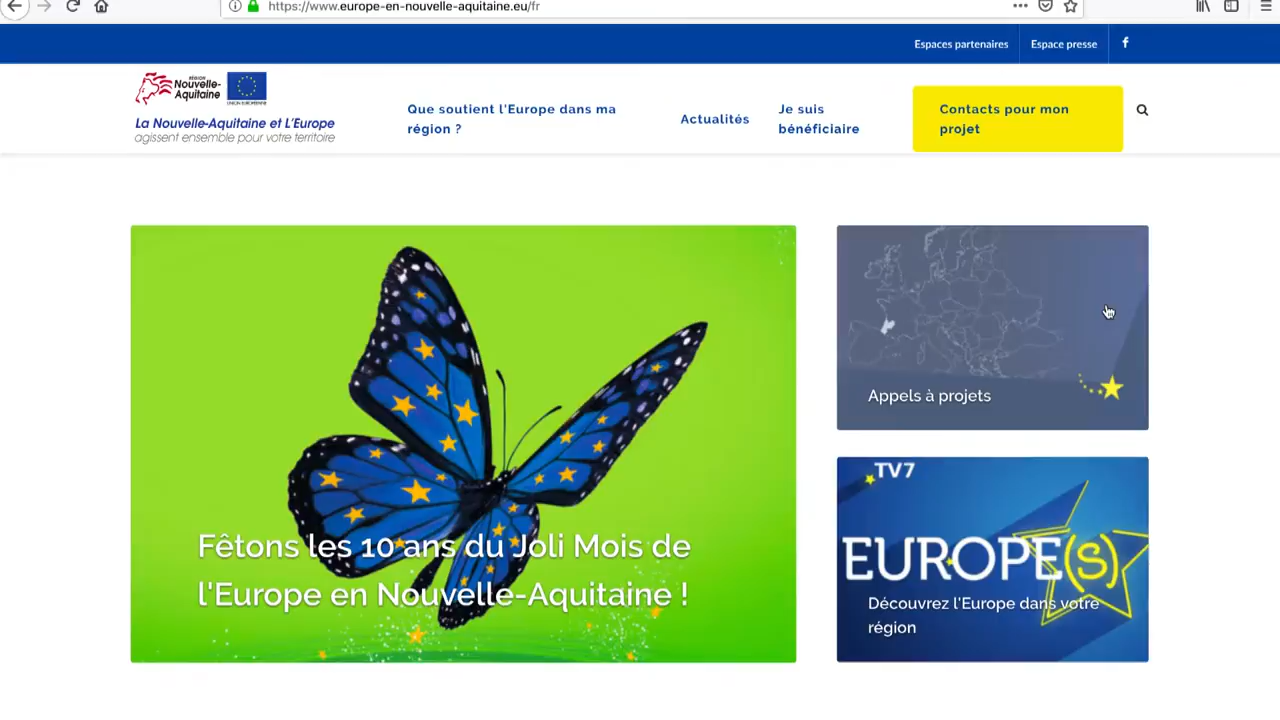 https://www.europe-en-nouvelle-aquitaine.eu/fr
Espaces partenaires
Espace presse
RÉGION
Nouvelle-
Aquitaine
UNION EUROPÉENNE
La Nouvelle-Aquitaine et L'Europe
agissent ensemble pour votre territoire
Que soutient l'Europe dans ma
région ?
Actualités
Je suis
bénéficiaire
Contacts pour mon
projet
Fêtons les 10 ans du Joli Mois de
l'Europe en Nouvelle-Aquitaine !
Appels à projets
TV7
EUROPE(S)
Découvrez l'Europe dans votre
région